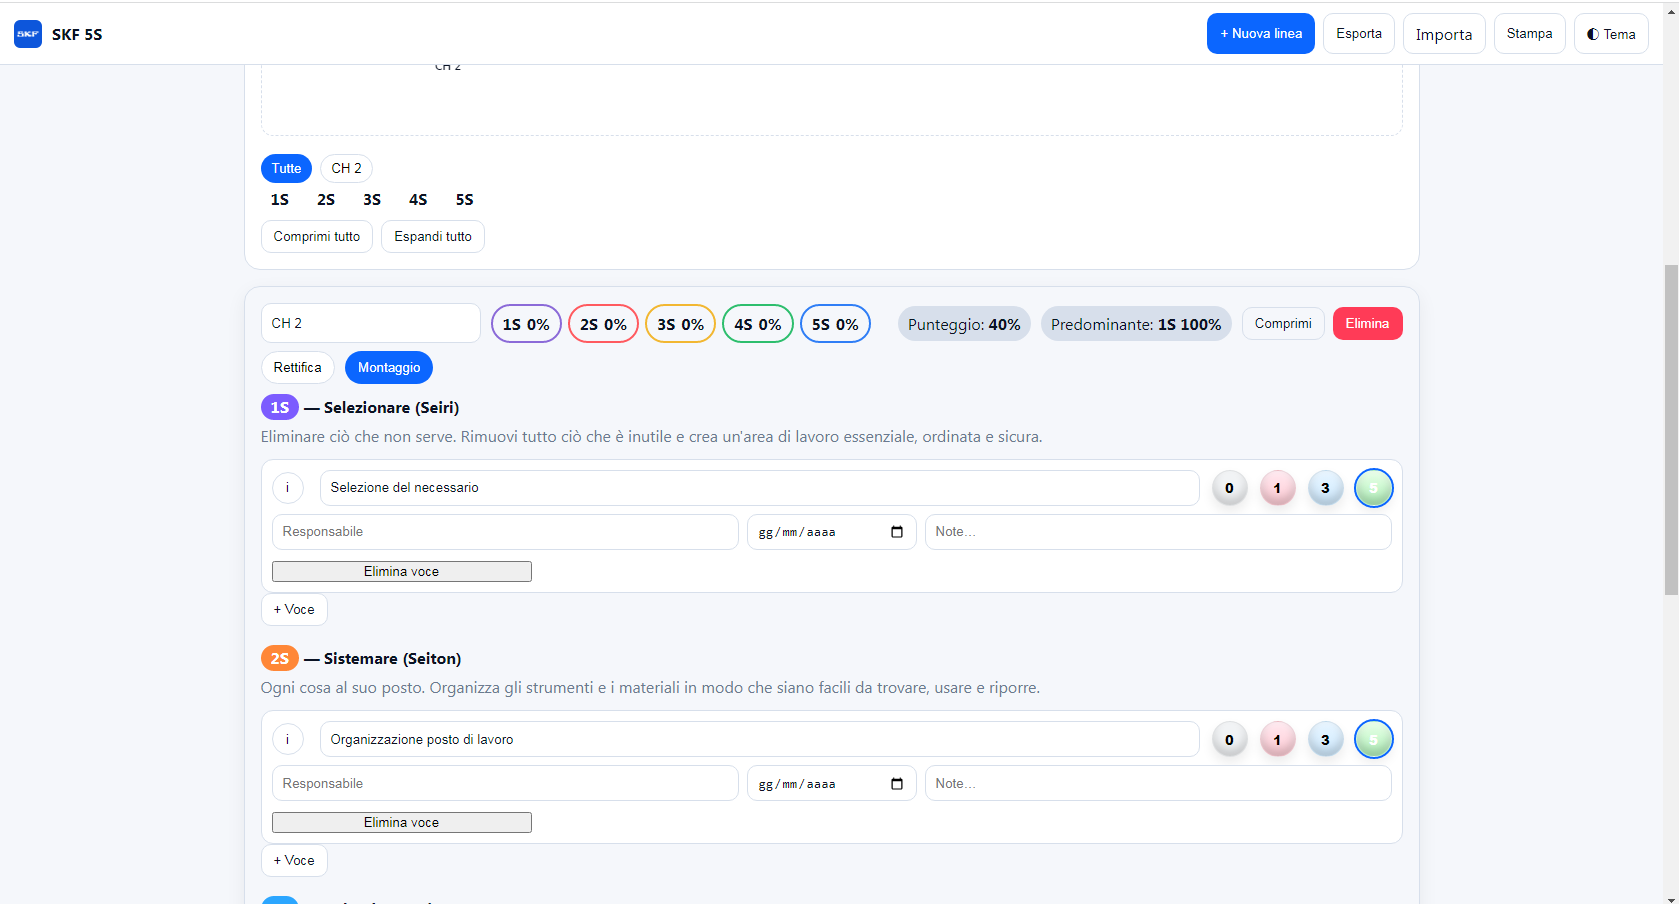 SKF SKF 5S + Nuova linea Esporta Importa Stampa Tema
CH 2
Tutte CH 2
1S 2S 3S 4S 5S
Comprimi tutto Espandi tutto
CH 2 1S 0% 2S 0% 3S 0% 4S 0% 5S 0% Punteggio: 40% Predominante: 1S 100% Comprimi Elimina
Rettifica Montaggio
1S — Selezionare (Seiri)
Eliminare ciò che non serve. Rimuovi tutto ciò che è inutile e crea un'area di lavoro essenziale, ordinata e sicura.
i Selezione del necessario 0 1 3 5
Responsabile gg/mm/aaaa Note...
Elimina voce
+ Voce
2S — Sistemare (Seiton)
Ogni cosa al suo posto. Organizza gli strumenti e i materiali in modo che siano facili da trovare, usare e riporre.
i Organizzazione posto di lavoro 0 1 3 5
Responsabile gg/mm/aaaa Note...
Elimina voce
+ Voce